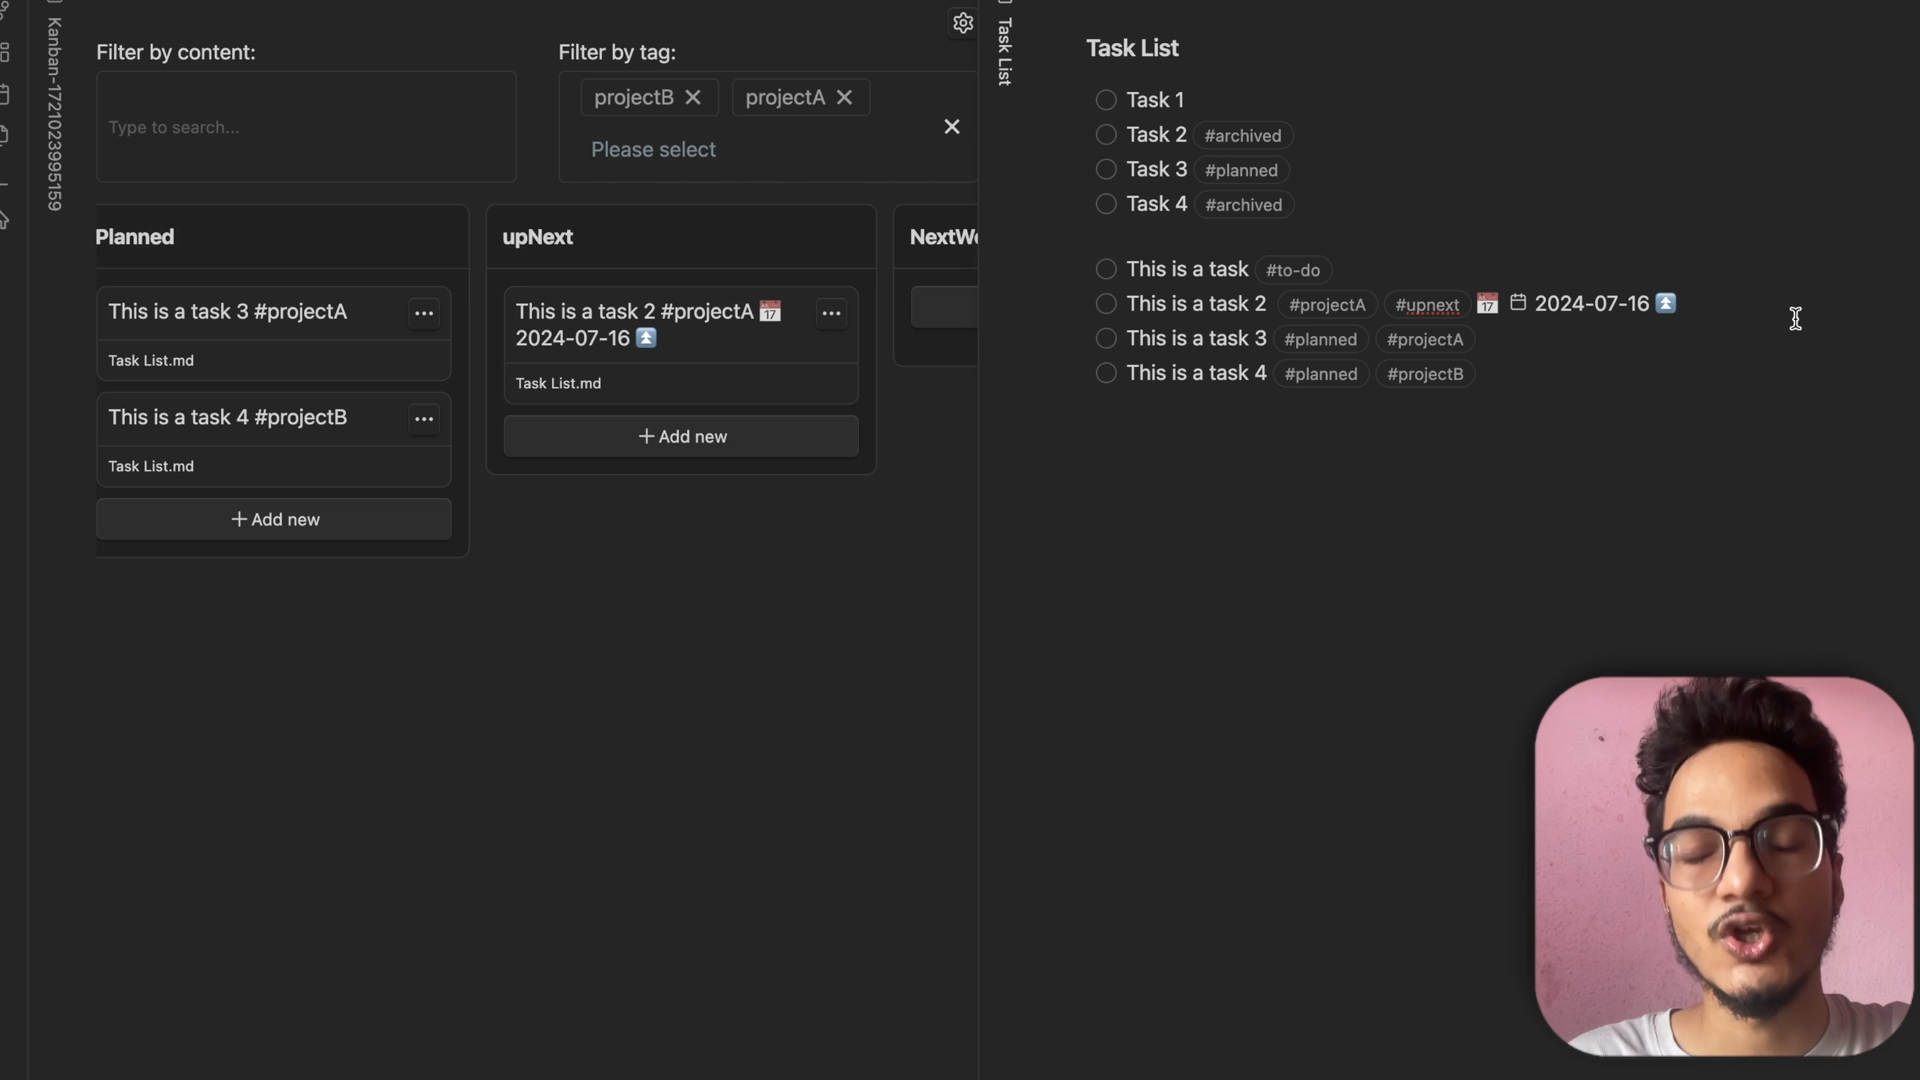 Kanban-1721023995159
Filter by content:
Type to search...
Filter by tag:
projectB
projectA
Please select
Planned
This is a task 3 #projectA
Task List.md
This is a task 4 #projectB
Task List.md
Add new
upNext
This is a task 2 #projectA 📅
2024-07-16 ⏫
Task List.md
Add new
Task List
Task List
Task 1
Task 2 #archived
Task 3 #planned
Task 4 #archived
This is a task #to-do
This is a task 2 #projectA #upnext 📅 2024-07-16 ⏫
This is a task 3 #planned #projectA
This is a task 4 #planned #projectB